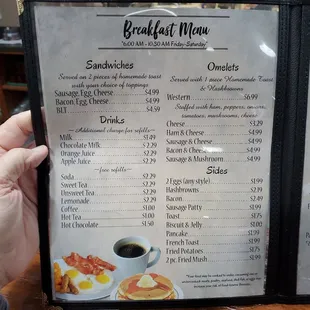 Breakfast Menu
"6:00 AM - 10:30 AM Friday-Saturday"
Sandwiches
Served on 2 pieces of homemade toast
with your choice of toppings
Sausage, Egg, Cheese $4.99
Bacon, Egg, Cheese $4.99
BLT $4.59
Drinks
—Additional charge for refills—
Milk $1.49
Chocolate Milk $2.29
Orange Juice $2.29
Apple Juice $2.29
—free refills—
Soda $2.29
Sweet Tea $2.29
Unsweet Tea $2.29
Lemonade $2.29
Coffee $1.00
Hot Tea $1.00
Hot Chocolate $1.50
Omelets
Served with 1 piece Homemade Toast
& Hashbrowns
Western $6.99
Stuffed with ham, peppers, onions,
tomatoes, mushrooms, cheese
Cheese
Ham & Cheese $4.99
Sausage & Cheese $4.99
Bacon & Cheese $4.99
Sausage & Mushroom $4.99
Sides
2 Eggs (any style) $1.99
Hashbrowns $2.29
Bacon $2.49
Sausage Patty $1.99
Toast $1.75
Biscuit & Jelly $1.75
Pancake $1.99
French Toast $1.99
Fried Potatoes
2 pc. Fried Mush